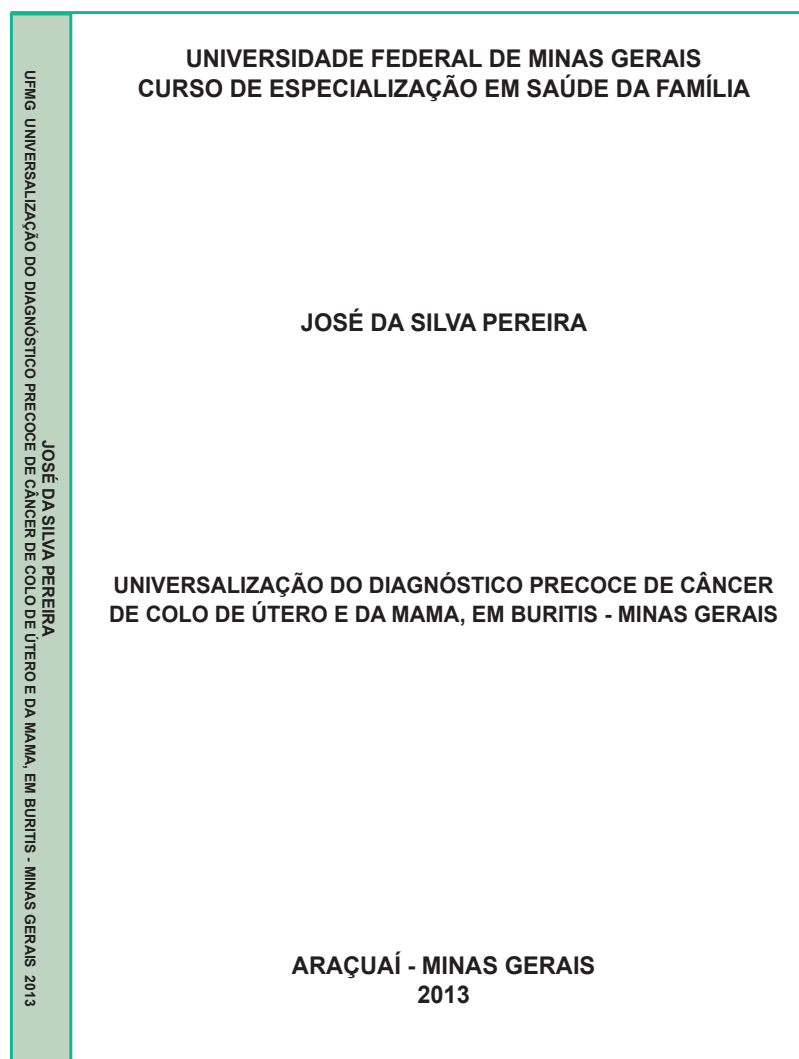 UNIVERSIDADE FEDERAL DE MINAS GERAIS
CURSO DE ESPECIALIZAÇÃO EM SAÚDE DA FAMÍLIA
JOSÉ DA SILVA PEREIRA
UNIVERSALIZAÇÃO DO DIAGNÓSTICO PRECOCE DE CÂNCER
DE COLO DE ÚTERO E DA MAMA, EM BURITIS - MINAS GERAIS
ARAÇUAÍ - MINAS GERAIS
2013
JOSÉ DA SILVA PEREIRA
UFMG UNIVERSALIZAÇÃO DO DIAGNÓSTICO PRECOCE DE CÂNCER DE COLO DE ÚTERO E DA MAMA, EM BURITIS - MINAS GERAIS 2013